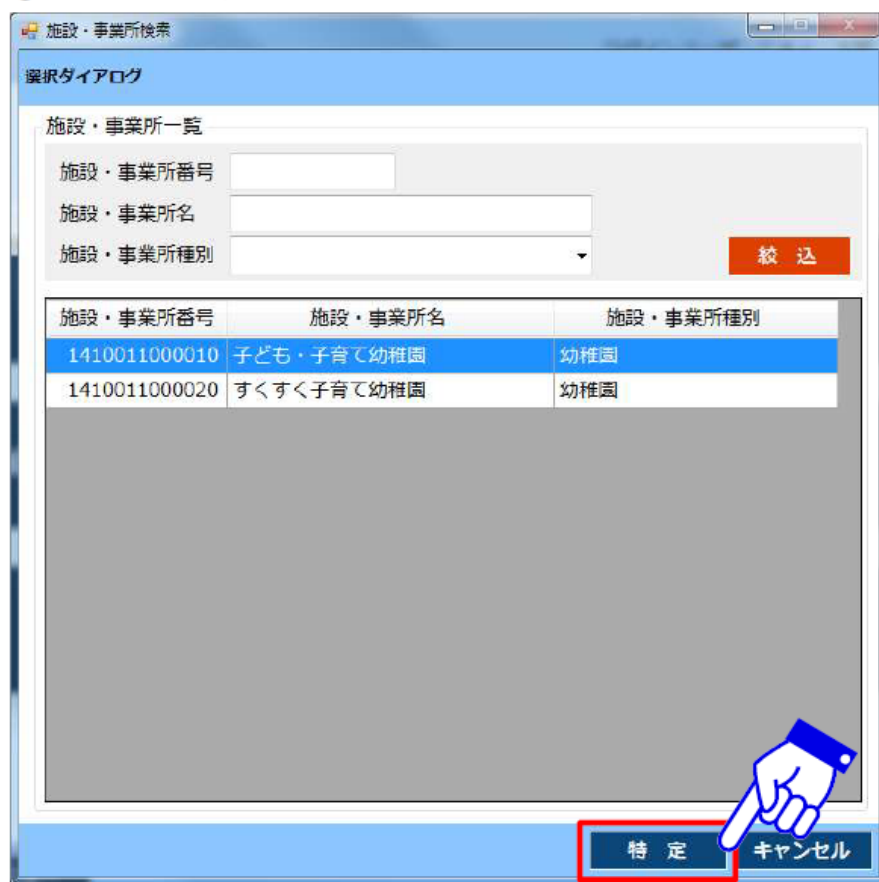 施設・事業所検索
選択ダイアログ
施設・事業所一覧
施設・事業所番号
施設・事業所名
施設・事業所種別
絞 込
施設・事業所番号 施設・事業所名 施設・事業所種別
1410011000010 子ども・子育て幼稚園 幼稚園
1410011000020 すくすく子育て幼稚園 幼稚園
特 定 キャンセル